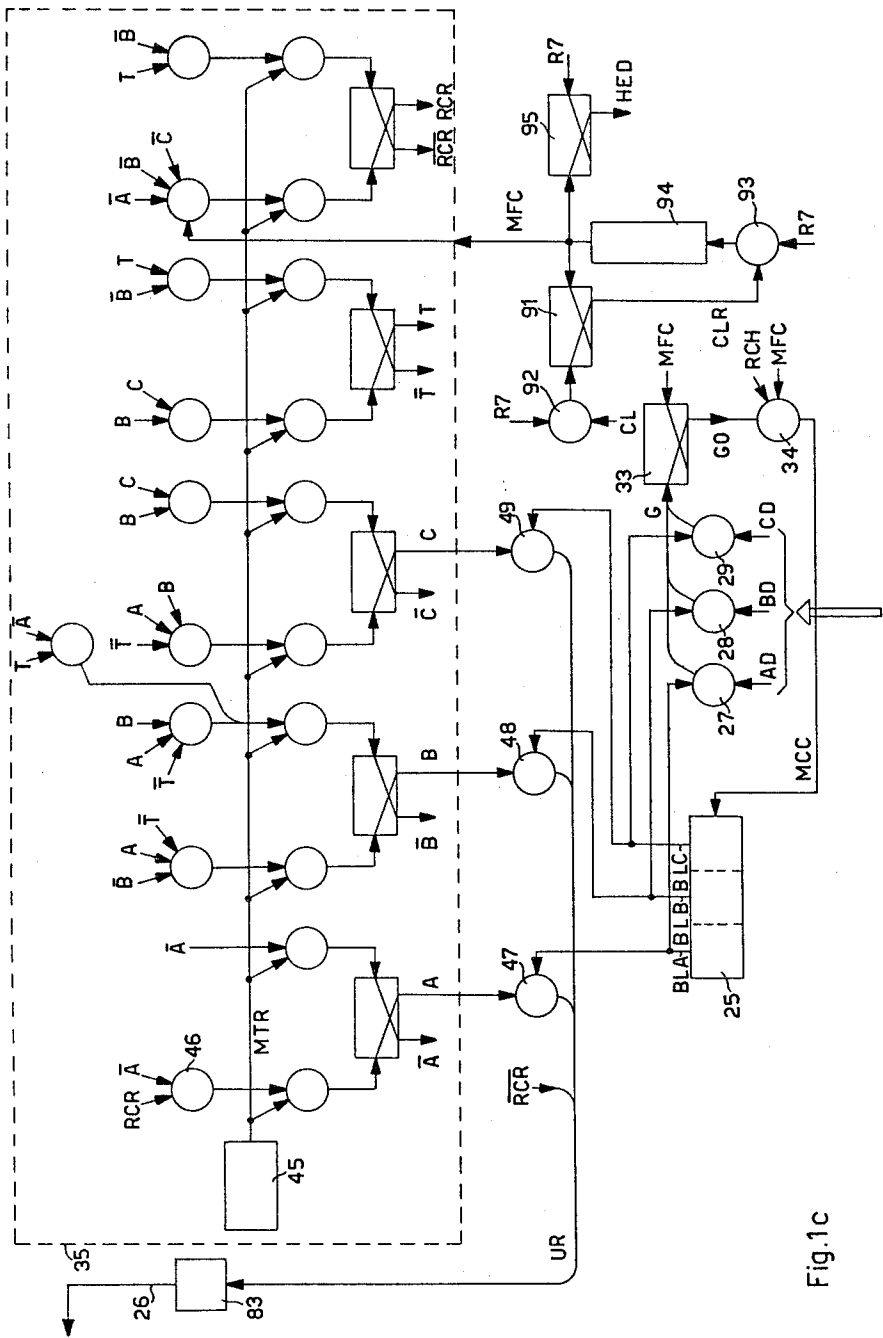 T A̅
RCR A̅
B̅ A T̅
T̅ A B
T̅ A B
B C
B C
B̅ T
A̅ B̅ C̅
T B̅
46
A̅
MTR
45
35
A̅ A
B̅ B
C̅ C
T̅ T
R̅C̅R̅ RCR
26
83
R̅C̅R̅
47
48
49
UR
R7
92
CL
91
MFC
95
R7
HED
CLR
94
93
R7
G
33
MFC
GO
RCH
MFC
34
BLA
BLB
BLC
25
27
AD
28
BD
29
CD
MCC
Fig.1c